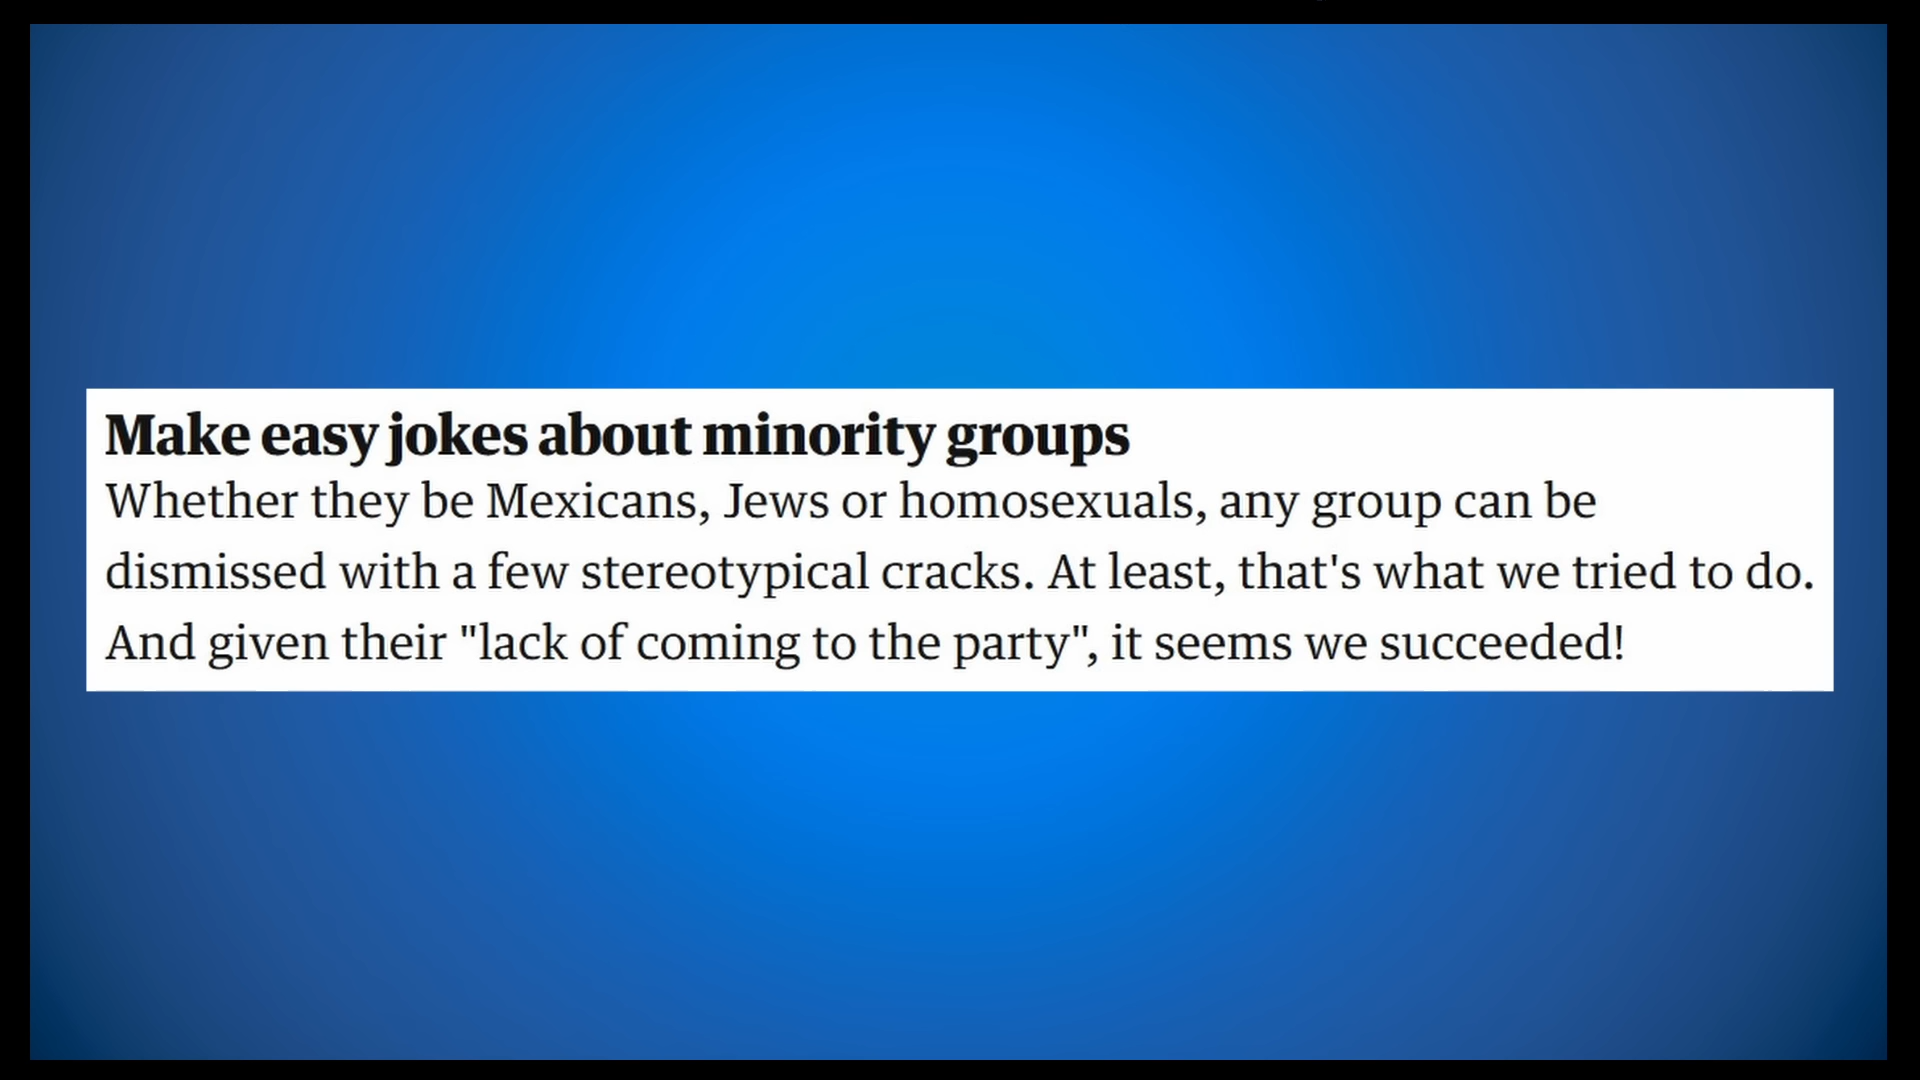 Make easy jokes about minority groups
Whether they be Mexicans, Jews or homosexuals, any group can be
dismissed with a few stereotypical cracks. At least, that's what we tried to do.
And given their "lack of coming to the party", it seems we succeeded!